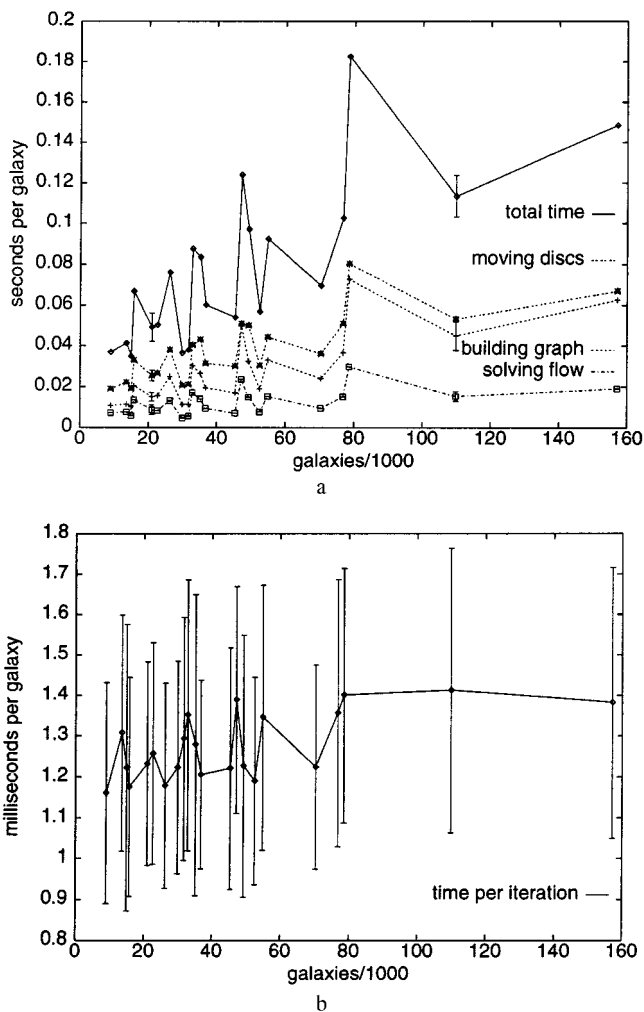 0.2
0.18
0.16
0.14
0.12
0.1
0.08
0.06
0.04
0.02
0
seconds per galaxy
total time
moving discs
building graph
solving flow
0 20 40 60 80 100 120 140 160
galaxies/1000
a
1.8
1.7
1.6
1.5
1.4
1.3
1.2
1.1
1
0.9
0.8
milliseconds per galaxy
time per iteration
0 20 40 60 80 100 120 140 160
galaxies/1000
b